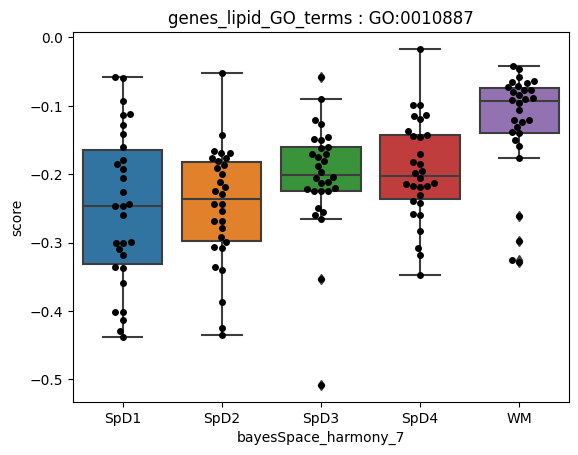 genes_lipid_GO_terms : GO:0010887
0.0
−0.1
−0.2
−0.3
−0.4
−0.5
score
SpD1 SpD2 SpD3 SpD4 WM
bayesSpace_harmony_7